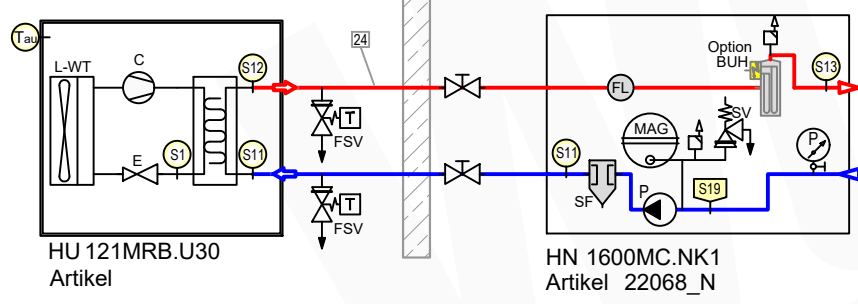 Tau
L-WT
C
S12
24
E
S1
S11
T
FSV
T
FSV
HU 121MRB.U30
Artikel
Option
BUH
S13
FL
SV
MAG
P
S11
SF
P
S19
HN 1600MC.NK1
Artikel 22068_N